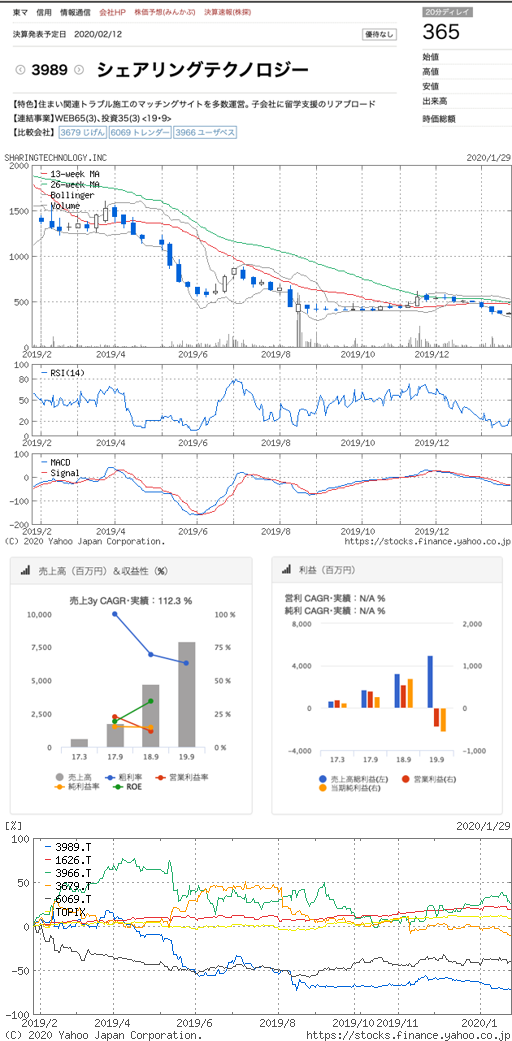 東マ 信用 情報通信 会社HP 株価予想(みんかぶ) 決算速報(株探)
20分ディレイ
決算発表予定日 2020/02/12
優待なし
365
3989 シェアリングテクノロジー
始値
高値
安値
出来高
時価総額
【特色】住まい関連トラブル施工のマッチングサイトを多数運営。子会社に留学支援のリアブロード
【連結事業】WEB65(3)、投資35(3) <19・9>
【比較会社】 3679 じげん 6069 トレンダー 3966 ユーザベス
SHARINGTECHNOLOGY.INC 2020/1/29
2000
13-week MA
26-week MA
Bollinger
Volume
1500
1000
500
0
2019/2 2019/4 2019/6 2019/8 2019/10 2019/12
100
RSI(14)
80
50
20
0
2019/2 2019/4 2019/6 2019/8 2019/10 2019/12
100
MACD
Signal
0
-100
-200
2019/2 2019/4 2019/6 2019/8 2019/10 2019/12
(C) 2020 Yahoo Japan Corporation. https://stocks.finance.yahoo.co.jp
売上高（百万円）＆収益性（%）
売上3y CAGR・実績：112.3 %
10,000 100 %
7,500 75 %
5,000 50 %
2,500 25 %
0 0 %
17.3 17.9 18.9 19.9
売上高 粗利率 営業利益率
純利益率 ROE
利益（百万円）
営利 CAGR・実績：N/A %
純利 CAGR・実績：N/A %
8,000 2,000
4,000 1,000
0 0
-4,000 -1,000
17.3 17.9 18.9 19.9
売上高総利益(左) 営業利益(右)
当期純利益(右)
[%] 2020/1/29
100
3989.T
1626.T
3966.T
3679.T
6069.T
TOPIX
50
0
-50
-100
2019/2 2019/4 2019/6 2019/8 2019/10 2019/11 2020/1
(C) 2020 Yahoo Japan Corporation. https://stocks.finance.yahoo.co.jp